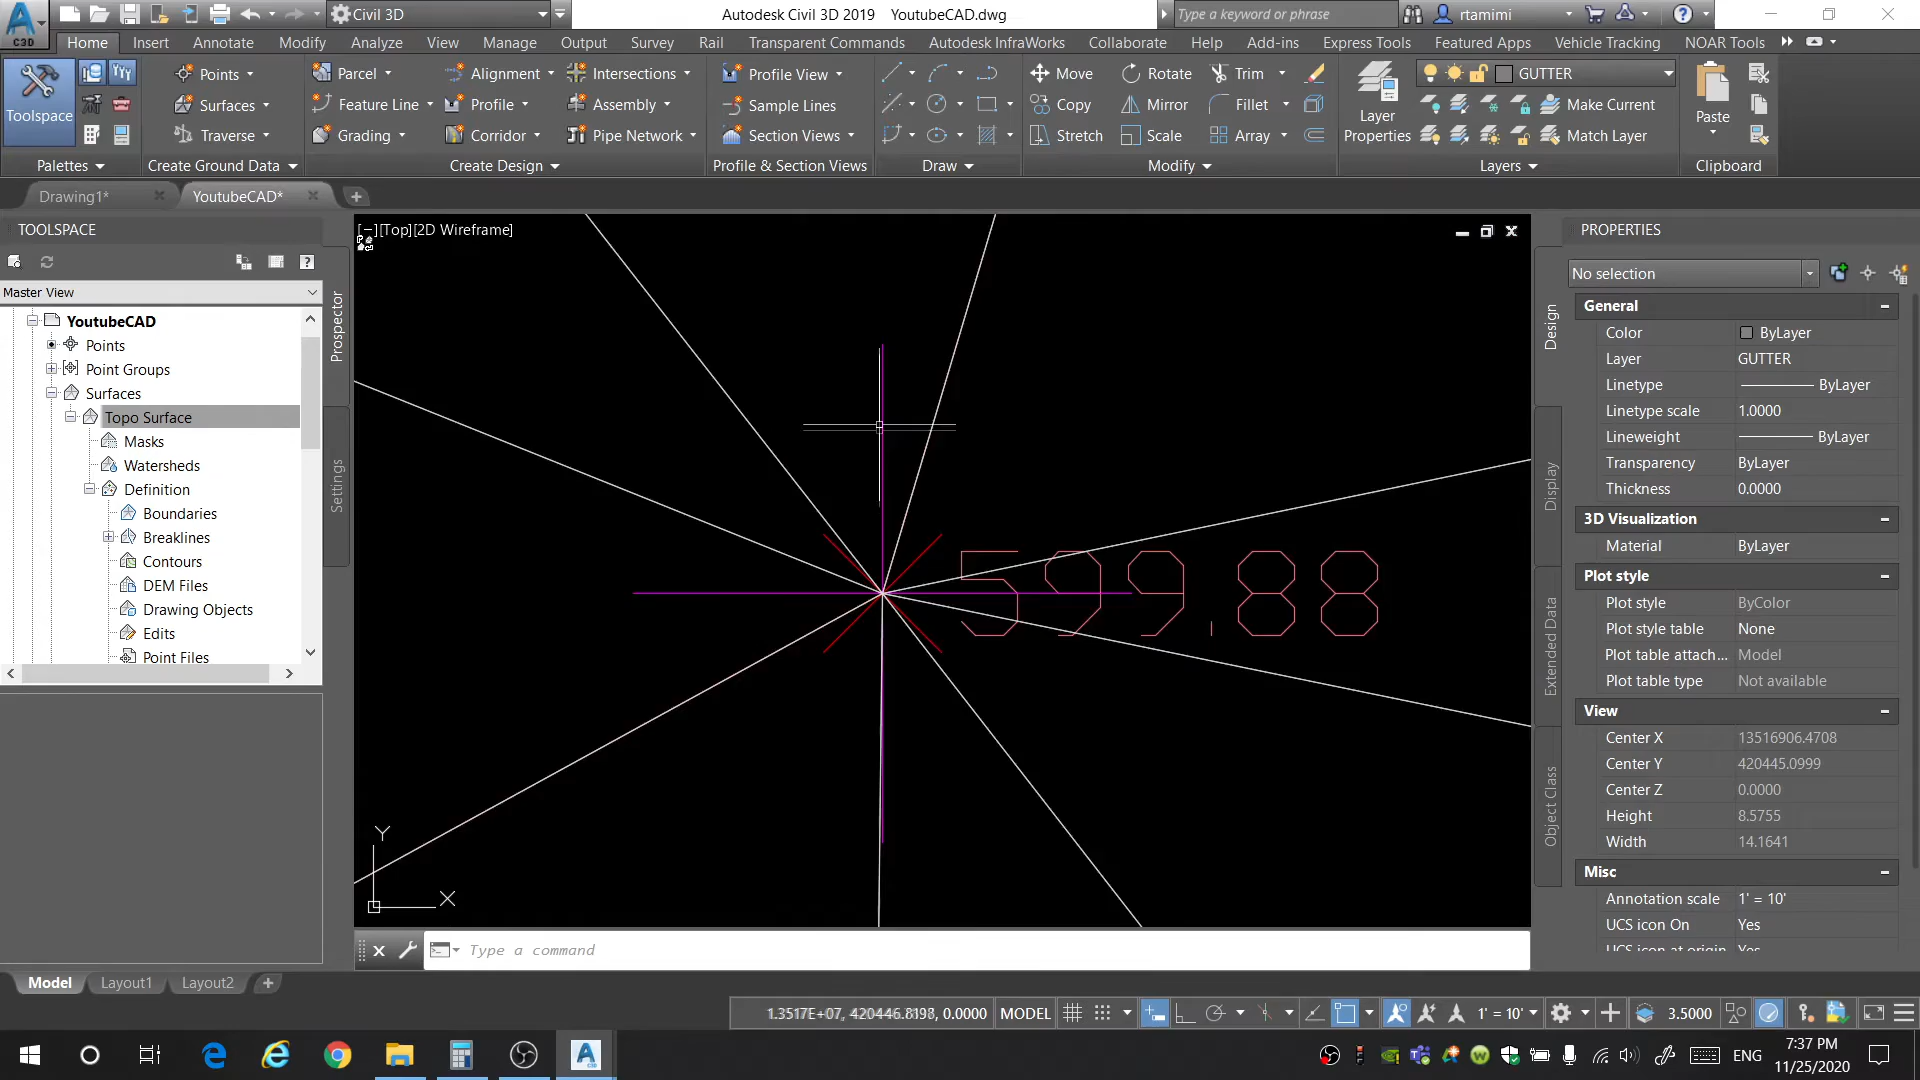 C3D
Civil 3D
Autodesk Civil 3D 2019 YoutubeCAD.dwg
Type a keyword or phrase
rtamimi
Home Insert Annotate Modify Analyze View Manage Output Survey Rail Transparent Commands Autodesk InfraWorks Collaborate Help Add-ins Express Tools Featured Apps Vehicle Tracking NOAR Tools
Toolspace
Points
Surfaces
Traverse
Parcel
Feature Line
Grading
Alignment
Profile
Corridor
Intersections
Assembly
Pipe Network
Profile View
Sample Lines
Section Views
Move
Copy
Stretch
Rotate
Mirror
Scale
Trim
Fillet
Array
Layer
Properties
GUTTER
Make Current
Match Layer
Paste
Palettes
Create Ground Data
Create Design
Profile & Section Views
Draw
Modify
Layers
Clipboard
Drawing1*
YoutubeCAD*
TOOLSPACE
Master View
YoutubeCAD
Points
Point Groups
Surfaces
Topo Surface
Masks
Watersheds
Definition
Boundaries
Breaklines
Contours
DEM Files
Drawing Objects
Edits
Point Files
Prospector
Settings
[−][Top][2D Wireframe]
599.88
Y
X
Type a command
PROPERTIES
No selection
Design
Display
Extended Data
Object Class
General
Color ByLayer
Layer GUTTER
Linetype ByLayer
Linetype scale 1.0000
Lineweight ByLayer
Transparency ByLayer
Thickness 0.0000
3D Visualization
Material ByLayer
Plot style
Plot style ByColor
Plot style table None
Plot table attach... Model
Plot table type Not available
View
Center X 13516906.4708
Center Y 420445.0999
Center Z 0.0000
Height 8.5755
Width 14.1641
Misc
Annotation scale 1' = 10'
UCS icon On Yes
UCS icon at origin Yes
Model Layout1 Layout2
1.3517E+07, 420446.8198, 0.0000 MODEL
1' = 10'
3.5000
ENG
7:37 PM
11/25/2020